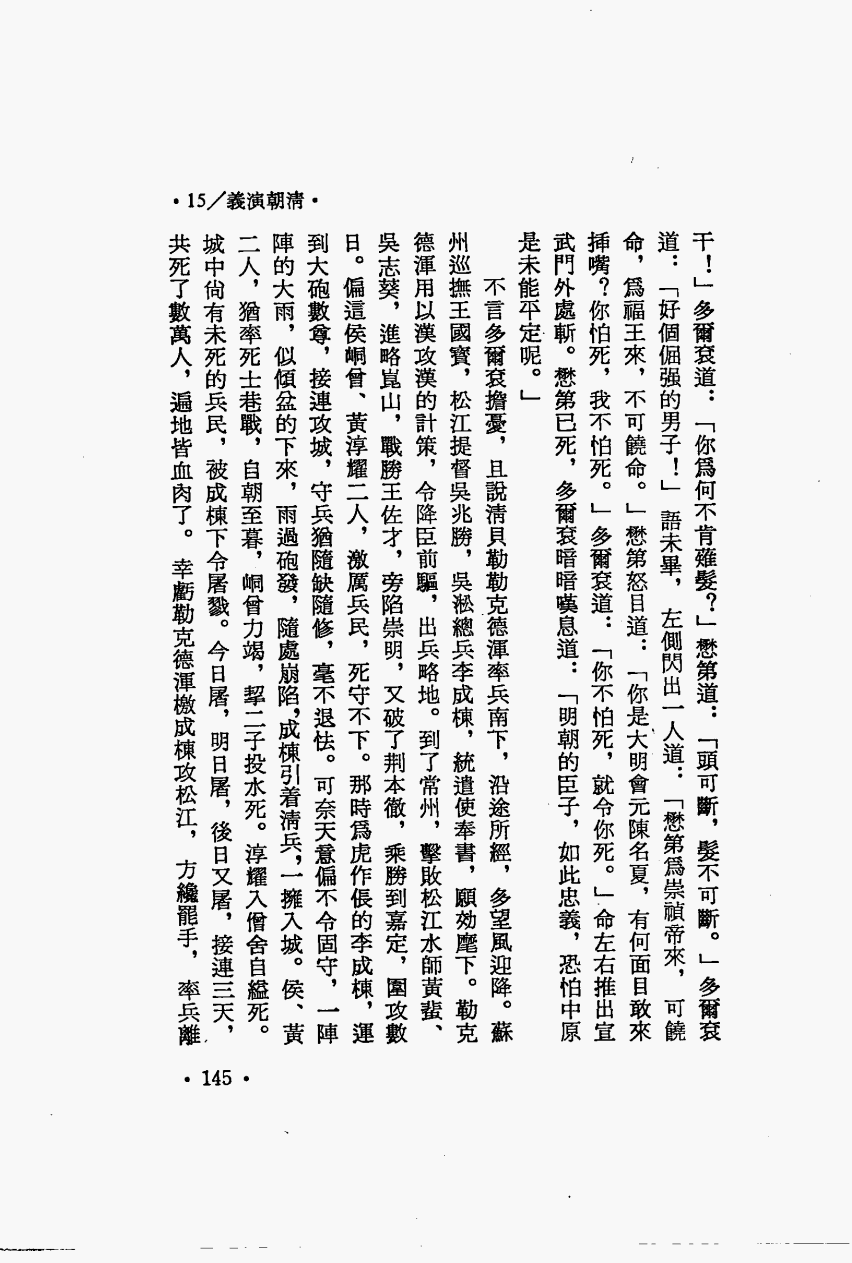 •15／義演朝清•
干！」多爾袞道：「你爲何不肯薙髮？」懋第道：「頭可斷，髮不可斷。」多爾袞
道：「好個倔强的男子！」語未畢，左側閃出一人道：「懋第爲崇禎帝來，可饒
命，爲福王來，不可饒命。」懋第怒目道：「你是大明會元陳名夏，有何面目敢來
挿嘴？你怕死，我不怕死。」多爾袞道：「你不怕死，就令你死。」命左右推出宣
武門外處斬。懋第已死，多爾袞暗暗嘆息道：「明朝的臣子，如此忠義，恐怕中原
是未能平定呢。」
不言多爾袞擔憂，且說淸貝勒勒克德渾率兵南下，沿途所經，多望風迎降。蘇
州巡撫王國寶，松江提督吳兆勝，吳淞總兵李成棟，統遣使奉書，願効麾下。勒克
德渾用以漢攻漢的計策，令降臣前驅，出兵略地。到了常州，擊敗松江水師黃蜚、
吳志葵，進略崑山，戰勝王佐才，旁陷崇明，又破了荆本徹，乘勝到嘉定，圍攻數
日。偏這侯峒曾、黃淳耀二人，激厲兵民，死守不下。那時爲虎作倀的李成棟，運
到大砲數尊，接連攻城，守兵猶隨缺隨修，毫不退怯。可奈天意偏不令固守，一陣
陣的大雨，似傾盆的下來，雨過砲發，隨處崩陷，成棟引着淸兵，一擁入城。侯、黃
二人，猶率死士巷戰，自朝至暮，峒曾力竭，挈二子投水死。淳耀入僧舍自縊死。
城中尙有未死的兵民，被成棟下令屠戮。今日屠，明日屠，後日又屠，接連三天，
共死了數萬人，遍地皆血肉了。幸虧勒克德渾檄成棟攻松江，方纔罷手，率兵離
•145•